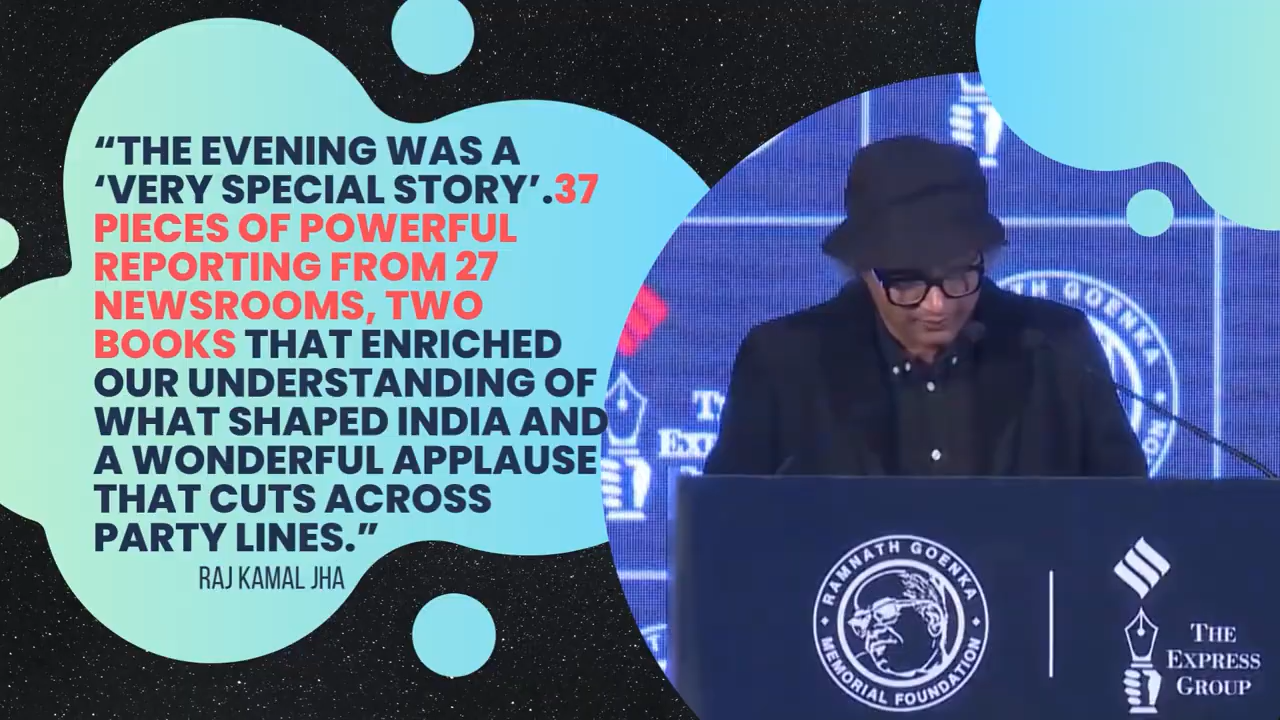 “THE EVENING WAS A
‘VERY SPECIAL STORY’.37
PIECES OF POWERFUL
REPORTING FROM 27
NEWSROOMS, TWO
BOOKS THAT ENRICHED
OUR UNDERSTANDING OF
WHAT SHAPED INDIA AND
A WONDERFUL APPLAUSE
THAT CUTS ACROSS
PARTY LINES.”
RAJ KAMAL JHA
RAMNATH GOENKA
MEMORIAL FOUNDATION
THE
EXPRESS
GROUP